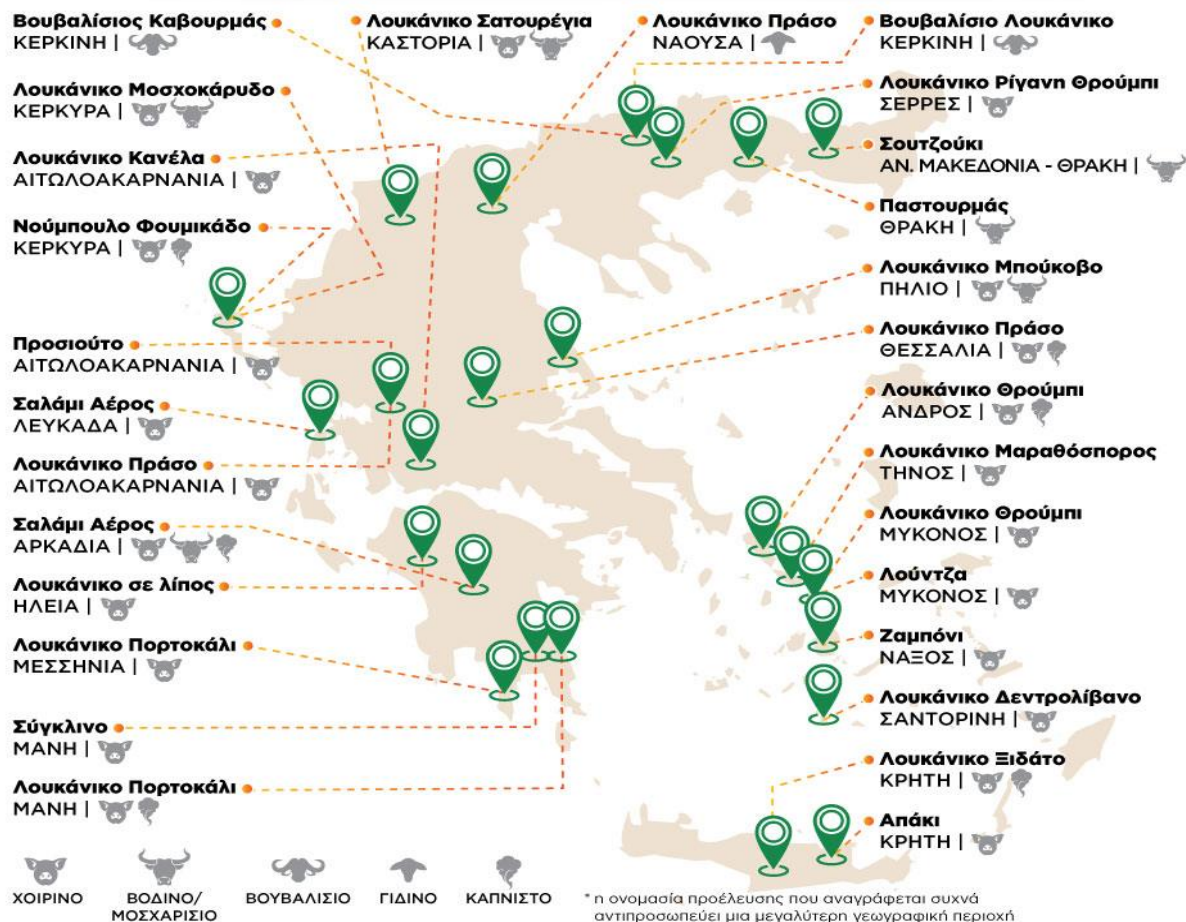 Βουβαλίσιος Καβουρμάς
ΚΕΡΚΙΝΗ |
Λουκάνικο Σατουρέγια
ΚΑΣΤΟΡΙΑ |
Λουκάνικο Πράσο
ΝΑΟΥΣΑ |
Βουβαλίσιο Λουκάνικο
ΚΕΡΚΙΝΗ |
Λουκάνικο Μοσχοκάρυδο
ΚΕΡΚΥΡΑ |
Λουκάνικο Κανέλα
ΑΙΤΩΛΟΑΚΑΡΝΑΝΙΑ |
Νούμπουλο Φουμικάδο
ΚΕΡΚΥΡΑ |
Προσιούτο
ΑΙΤΩΛΟΑΚΑΡΝΑΝΙΑ |
Σαλάμι Αέρος
ΛΕΥΚΑΔΑ |
Λουκάνικο Πράσο
ΑΙΤΩΛΟΑΚΑΡΝΑΝΙΑ |
Σαλάμι Αέρος
ΑΡΚΑΔΙΑ |
Λουκάνικο σε λίπος
ΗΛΕΙΑ |
Λουκάνικο Πορτοκάλι
ΜΕΣΣΗΝΙΑ |
Σύγκλινο
ΜΑΝΗ |
Λουκάνικο Πορτοκάλι
ΜΑΝΗ |
Λουκάνικο Ρίγανη Θρούμπι
ΣΕΡΡΕΣ |
Σουτζούκι
ΑΝ. ΜΑΚΕΔΟΝΙΑ - ΘΡΑΚΗ |
Παστουρμάς
ΘΡΑΚΗ |
Λουκάνικο Μπούκοβο
ΠΗΛΙΟ |
Λουκάνικο Πράσο
ΘΕΣΣΑΛΙΑ |
Λουκάνικο Θρούμπι
ΑΝΔΡΟΣ |
Λουκάνικο Μαραθόσπορος
ΤΗΝΟΣ |
Λουκάνικο Θρούμπι
ΜΥΚΟΝΟΣ |
Λούντζα
ΜΥΚΟΝΟΣ |
Ζαμπόνι
ΝΑΞΟΣ |
Λουκάνικο Δεντρολίβανο
ΣΑΝΤΟΡΙΝΗ |
Λουκάνικο Ξιδάτο
ΚΡΗΤΗ |
Απάκι
ΚΡΗΤΗ |
ΧΟΙΡΙΝΟ
ΒΟΔΙΝΟ/
ΜΟΣΧΑΡΙΣΙΟ
ΒΟΥΒΑΛΙΣΙΟ
ΓΙΔΙΝΟ
ΚΑΠΝΙΣΤΟ
* η ονομασία προέλευσης που αναγράφεται συχνά
αντιπροσωπεύει μια μεγαλύτερη γεωγραφική περιοχή